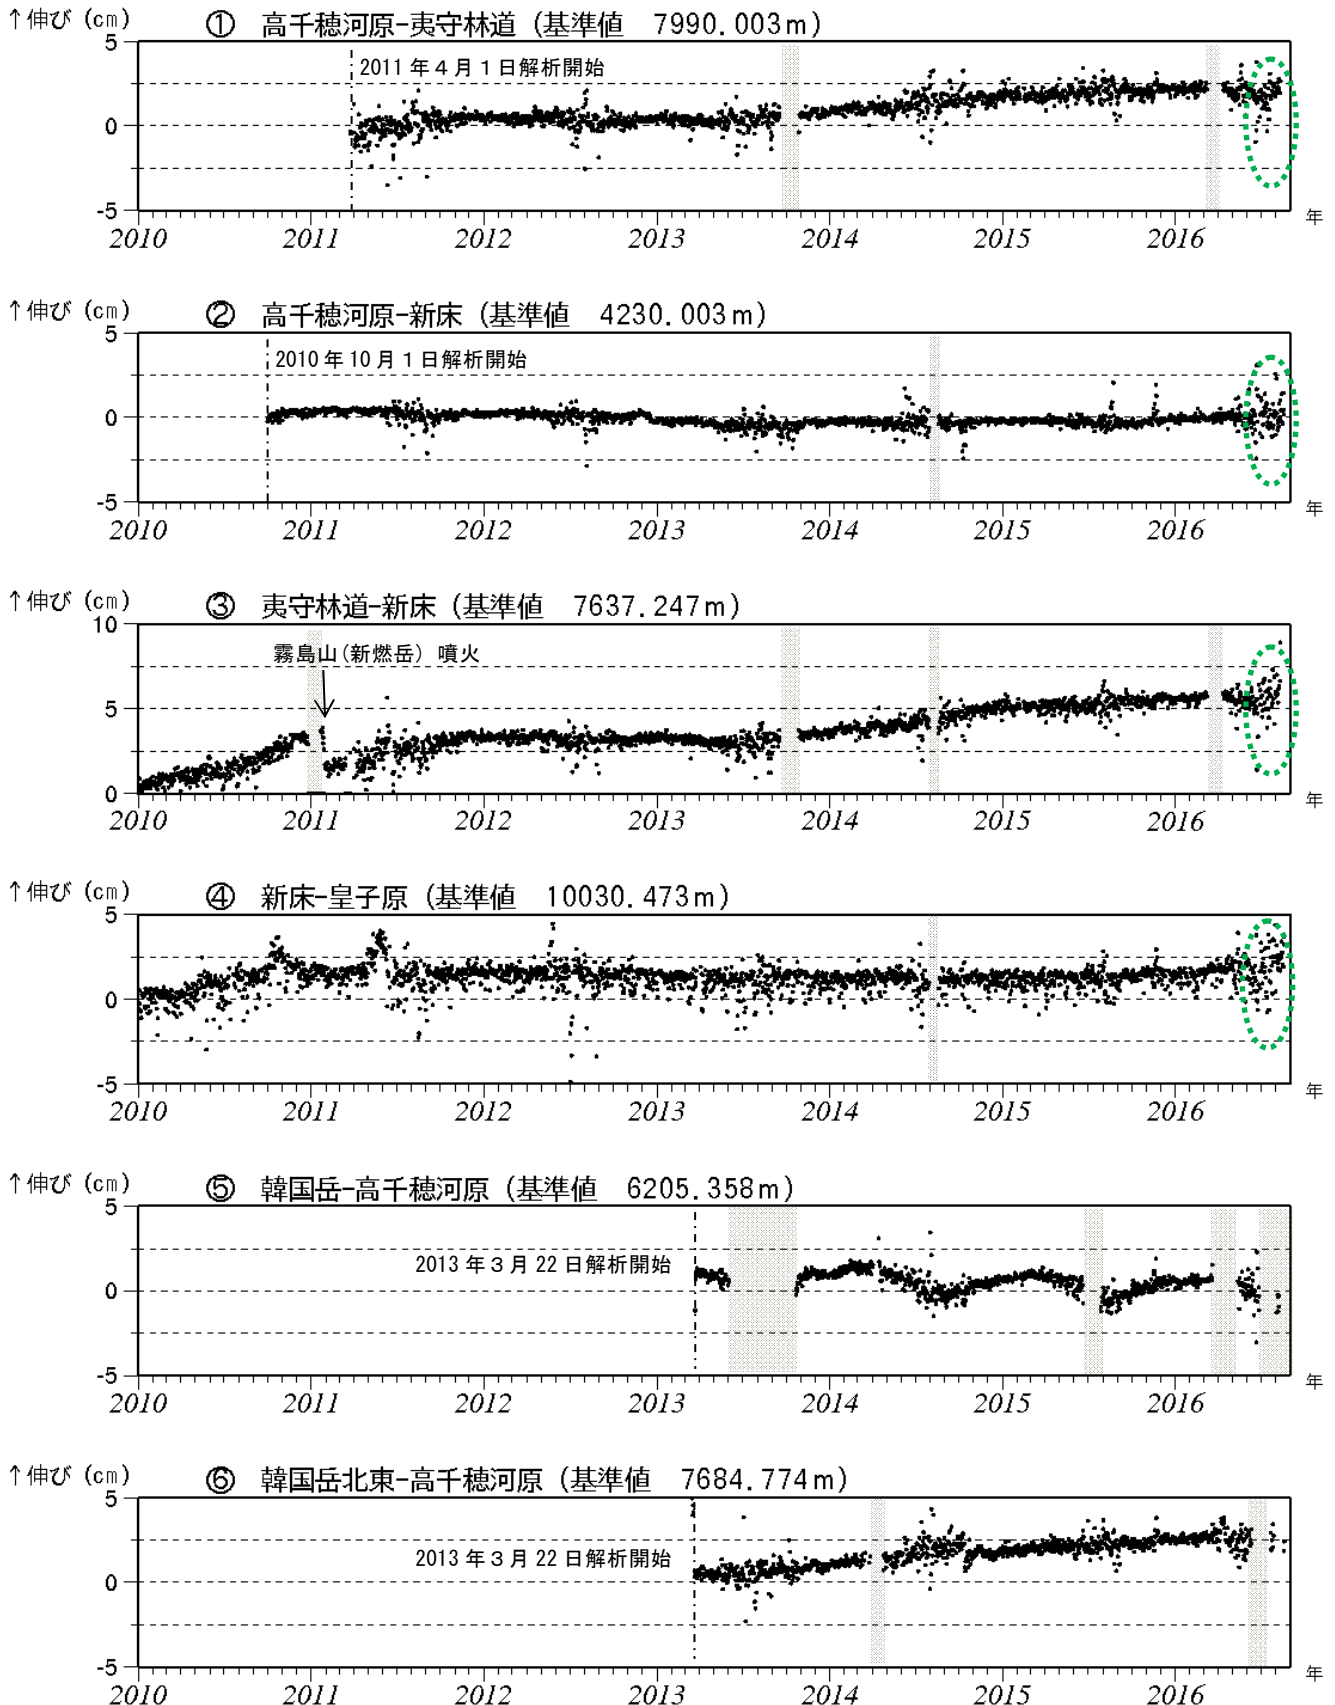 ↑伸び (cm) ① 高千穂河原-夷守林道 (基準値 7990.003m)
5
2011年4月1日解析開始
0
-5
2010 2011 2012 2013 2014 2015 2016 年
↑伸び (cm) ② 高千穂河原-新床 (基準値 4230.003m)
5
2010年10月1日解析開始
0
-5
2010 2011 2012 2013 2014 2015 2016 年
↑伸び (cm) ③ 夷守林道-新床 (基準値 7637.247m)
10
霧島山(新燃岳) 噴火
5
0
2010 2011 2012 2013 2014 2015 2016 年
↑伸び (cm) ④ 新床-皇子原 (基準値 10030.473m)
5
0
-5
2010 2011 2012 2013 2014 2015 2016 年
↑伸び (cm) ⑤ 韓国岳-高千穂河原 (基準値 6205.358m)
5
2013年3月22日解析開始
0
-5
2010 2011 2012 2013 2014 2015 2016 年
↑伸び (cm) ⑥ 韓国岳北東-高千穂河原 (基準値 7684.774m)
5
2013年3月22日解析開始
0
-5
2010 2011 2012 2013 2014 2015 2016 年